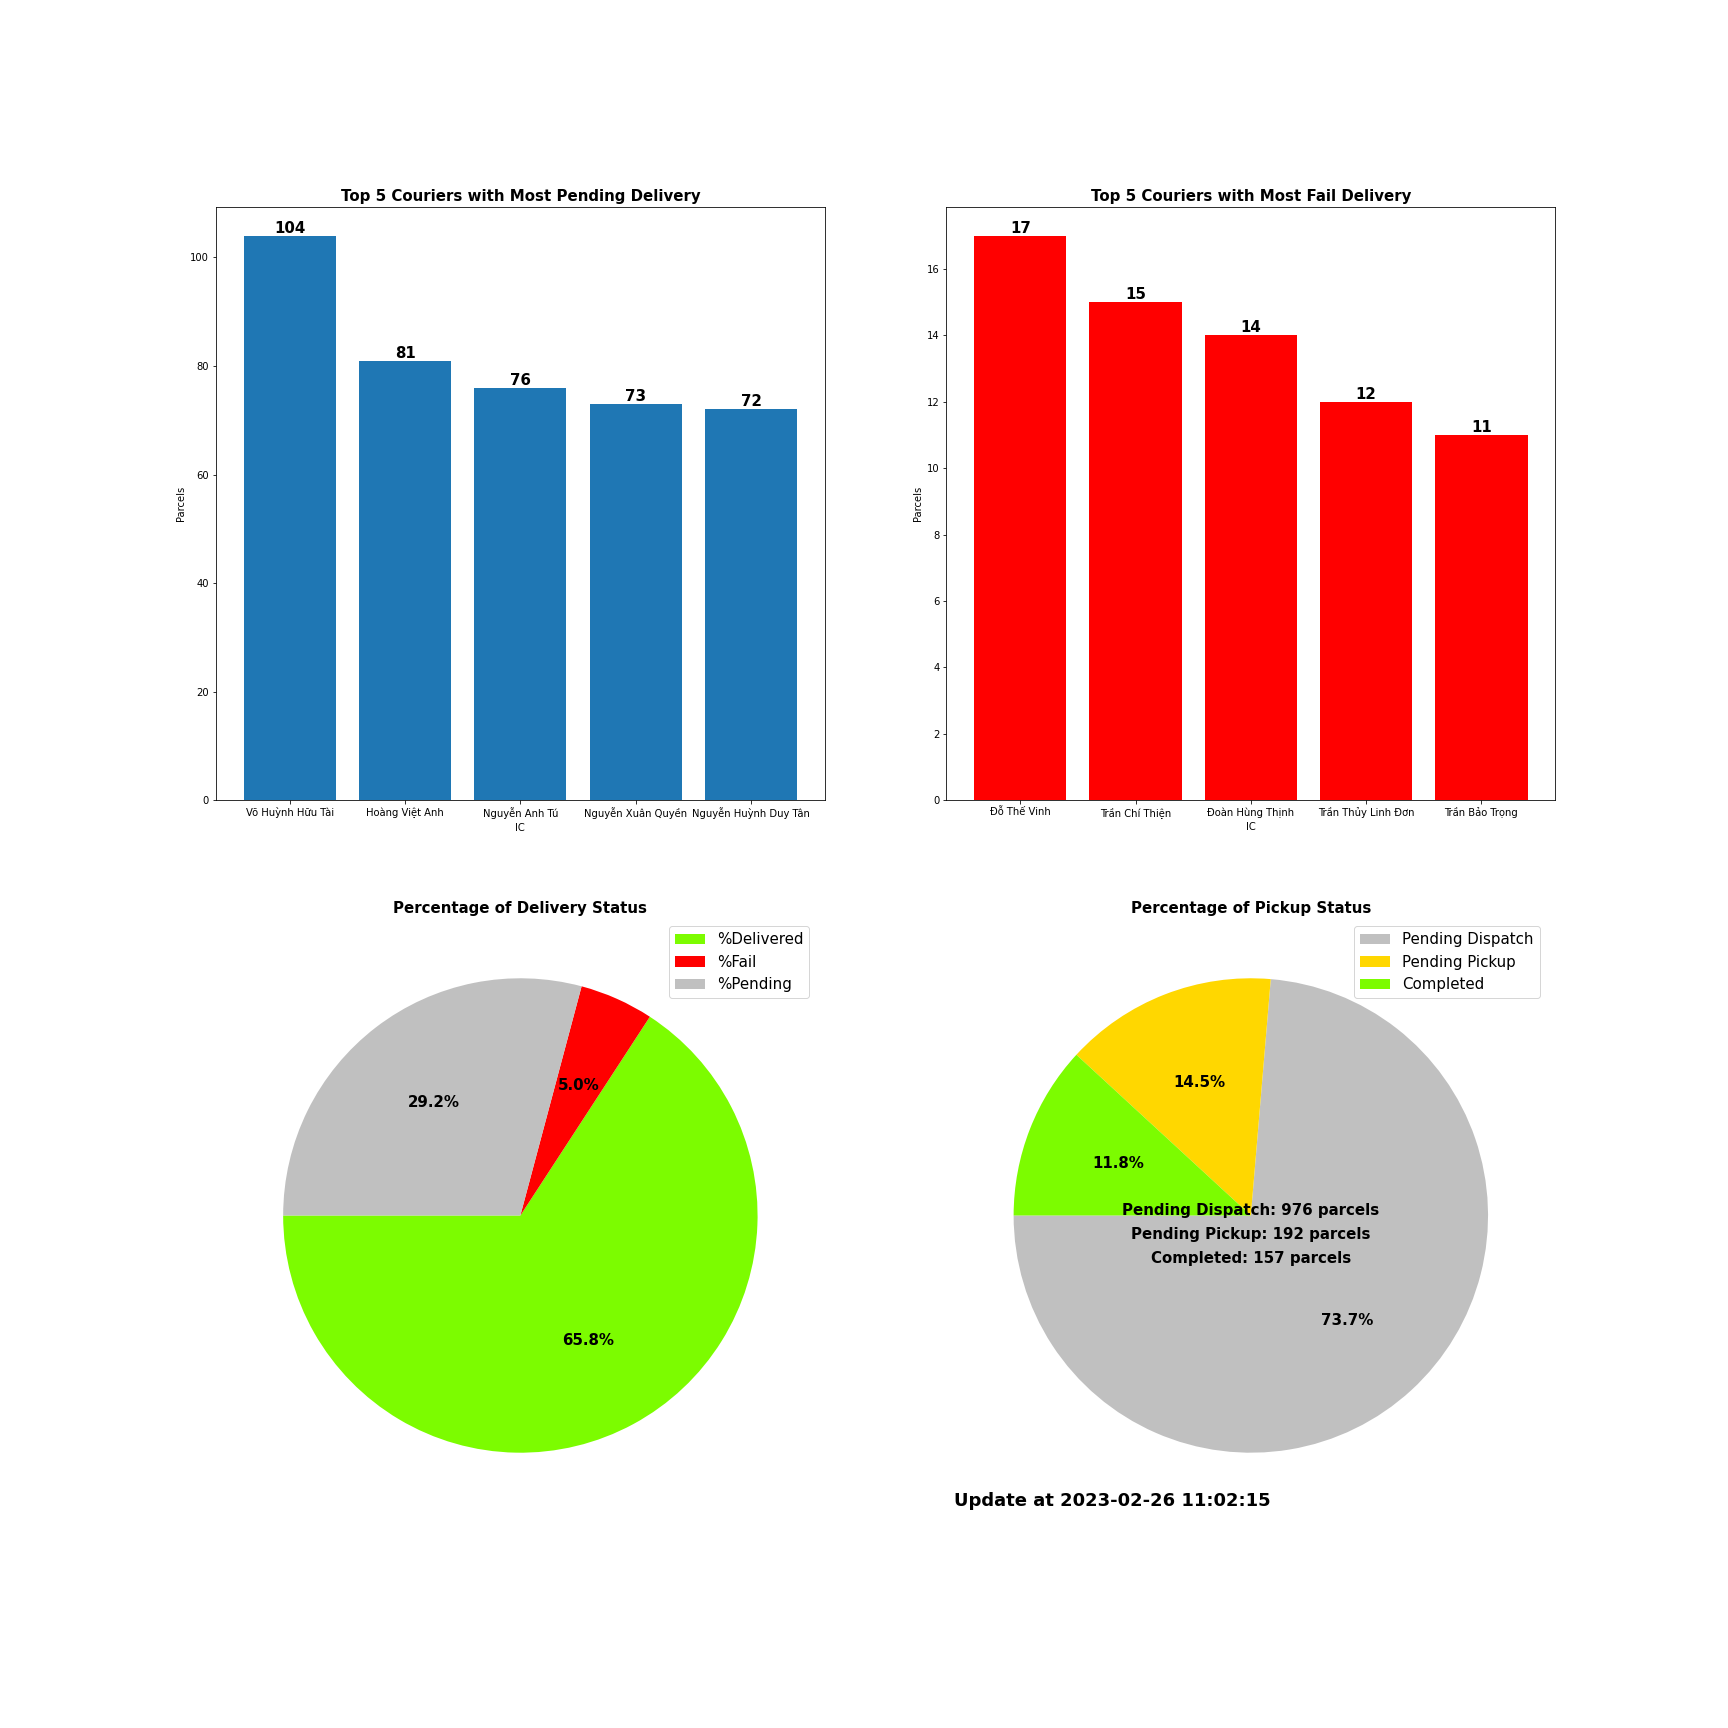 Top 5 Couriers with Most Pending Delivery
104
81
76
73
72
100
80
60
40
20
0
Parcels
Võ Huỳnh Hữu Tài
Hoàng Việt Anh
Nguyễn Anh Tú
Nguyễn Xuân Quyền
Nguyễn Huỳnh Duy Tân
IC
Top 5 Couriers with Most Fail Delivery
17
15
14
12
11
16
14
12
10
8
6
4
2
0
Parcels
Đỗ Thế Vinh
Trần Chí Thiện
Đoàn Hùng Thịnh
Trần Thủy Linh Đơn
Trần Bảo Trọng
IC
Percentage of Delivery Status
%Delivered
%Fail
%Pending
5.0%
29.2%
65.8%
Percentage of Pickup Status
Pending Dispatch
Pending Pickup
Completed
14.5%
11.8%
Pending Dispatch: 976 parcels
Pending Pickup: 192 parcels
Completed: 157 parcels
73.7%
Update at 2023-02-26 11:02:15